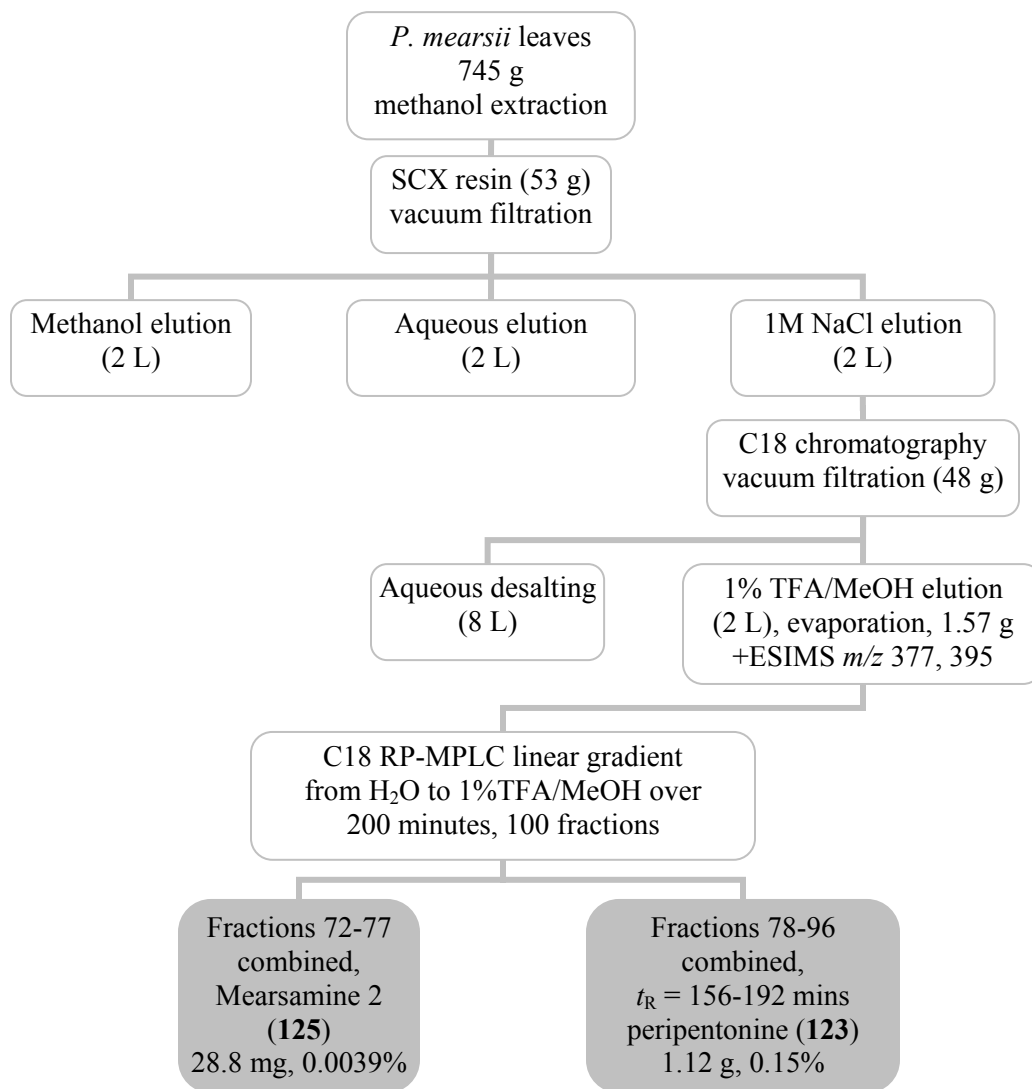 P. mearsii leaves
745 g
methanol extraction
SCX resin (53 g)
vacuum filtration
Methanol elution
(2 L)
Aqueous elution
(2 L)
1M NaCl elution
(2 L)
C18 chromatography
vacuum filtration (48 g)
Aqueous desalting
(8 L)
1% TFA/MeOH elution
(2 L), evaporation, 1.57 g
+ESIMS m/z 377, 395
C18 RP-MPLC linear gradient
from H₂O to 1%TFA/MeOH over
200 minutes, 100 fractions
Fractions 72-77
combined,
Mearsamine 2
(125)
28.8 mg, 0.0039%
Fractions 78-96
combined,
tR = 156-192 mins
peripentonine (123)
1.12 g, 0.15%